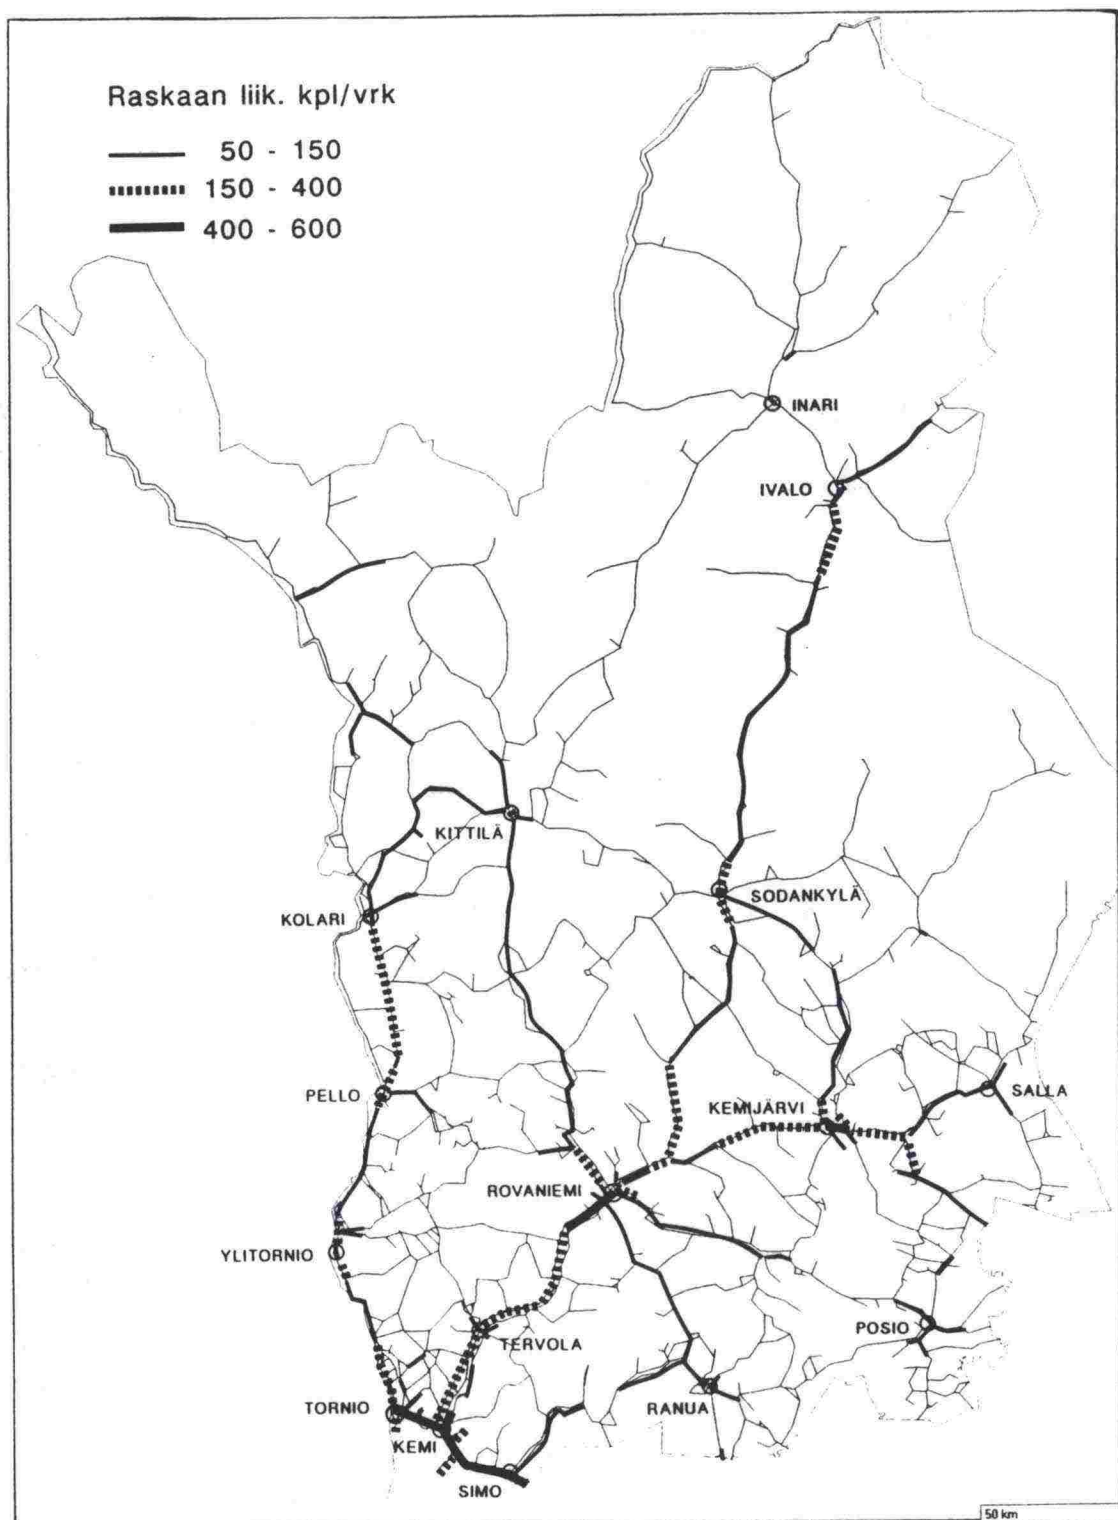 Raskaan liik. kpl/vrk
50 - 150
150 - 400
400 - 600
INARI
IVALO
KITTILÄ
SODANKYLÄ
KOLARI
PELLO
KEMIJÄRVI
SALLA
ROVANIEMI
YLITORNIO
POSIO
TERVOLA
TORNIO
RANUA
KEMI
SIMO
50 km